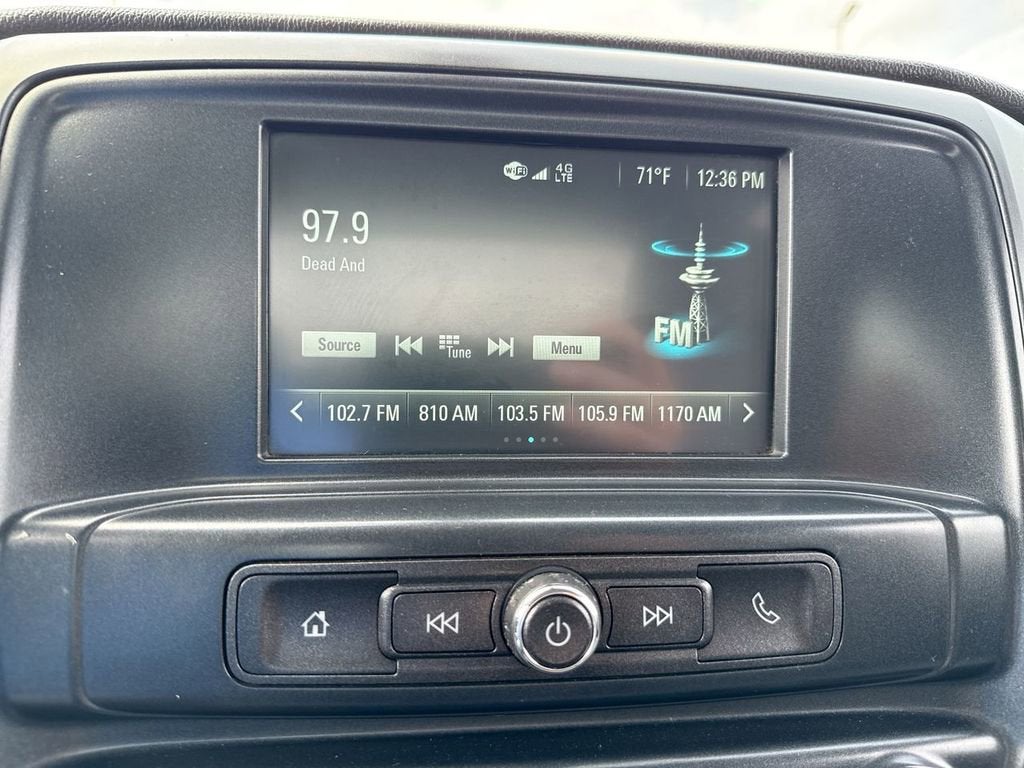 WiFi 4G LTE 71°F 12:36 PM
97.9
Dead And
FM
Source Tune Menu
102.7 FM 810 AM 103.5 FM 105.9 FM 1170 AM